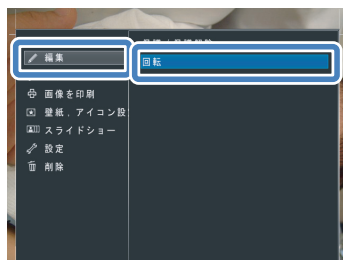 編集
回転
画像を印刷
壁紙，アイコン設
スライドショー
設定
削除